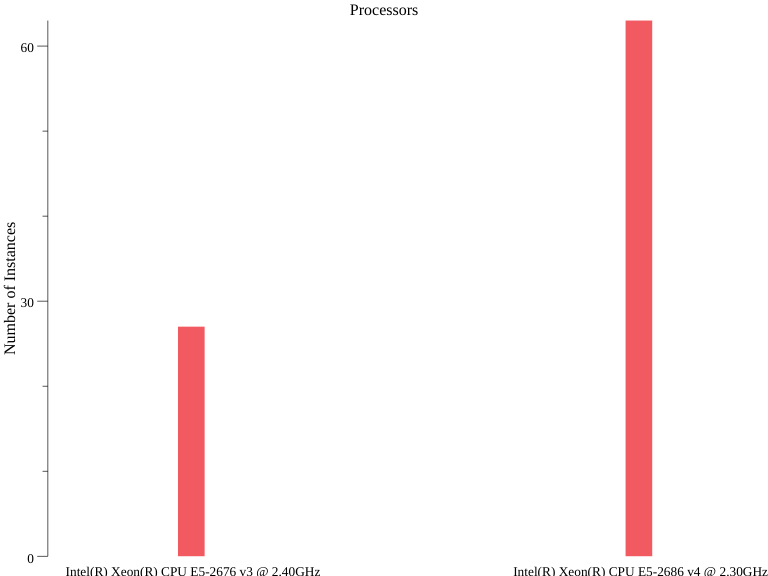 Processors
60
Number of Instances
30
0
Intel(R) Xeon(R) CPU E5-2676 v3 @ 2.40GHz
Intel(R) Xeon(R) CPU E5-2686 v4 @ 2.30GHz